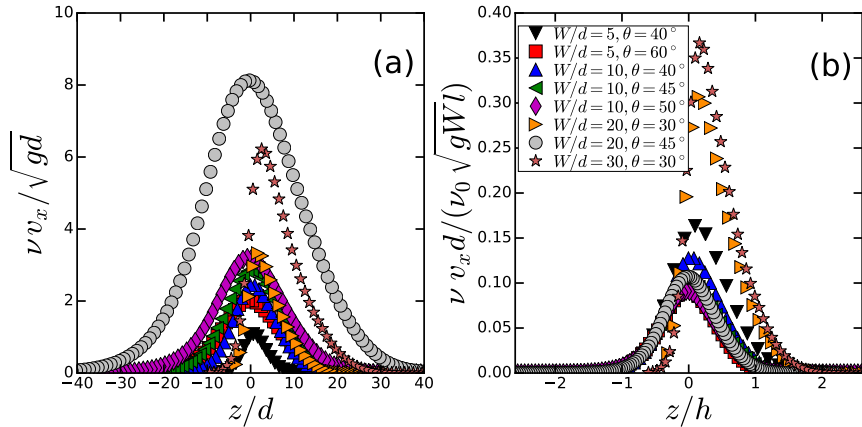 (a)
ν v_x/√gd
8
6
4
2
0
−40 −30 −20 −10 0 10 20 30 40
z/d
(b)
ν v_x d/(ν_0 √gWl)
0.40
0.35
0.30
0.25
0.20
0.15
0.10
0.05
0.00
W/d = 5, θ = 40°
W/d = 5, θ = 60°
W/d = 10, θ = 40°
W/d = 10, θ = 45°
W/d = 10, θ = 50°
W/d = 20, θ = 30°
W/d = 20, θ = 45°
W/d = 30, θ = 30°
−2 −1 0 1 2
z/h